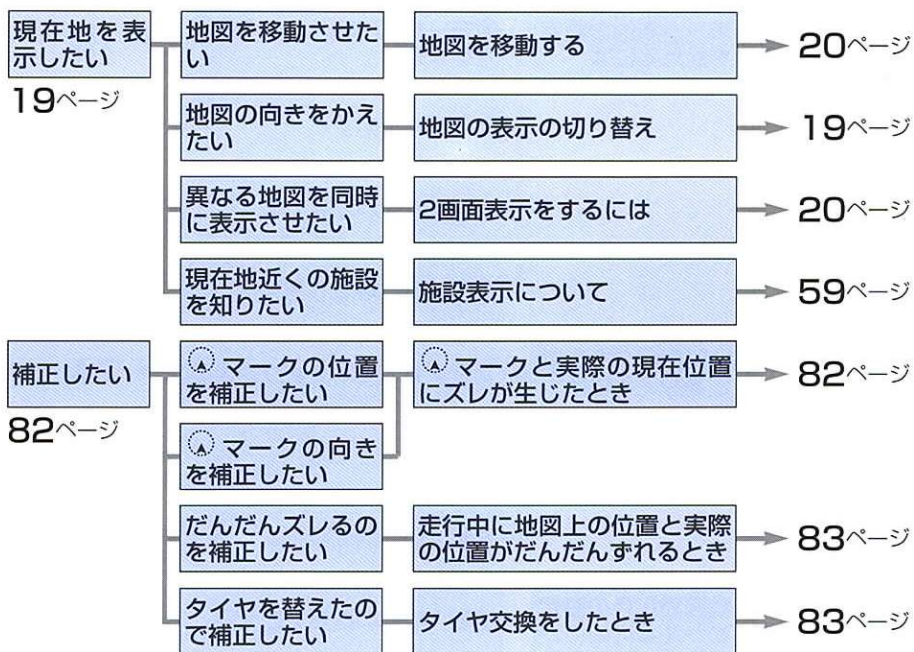 現在地を表
示したい
19ページ
地図を移動させた
い
地図を移動する
20ページ
地図の向きをかえ
たい
地図の表示の切り替え
19ページ
異なる地図を同時
に表示させたい
2画面表示をするには
20ページ
現在地近くの施設
を知りたい
施設表示について
59ページ
補正したい
82ページ
マークの位置
を補正したい
マークと実際の現在位置
にズレが生じたとき
82ページ
マークの向き
を補正したい
だんだんズレるの
を補正したい
走行中に地図上の位置と実際
の位置がだんだんずれるとき
83ページ
タイヤを替えたの
で補正したい
タイヤ交換をしたとき
83ページ